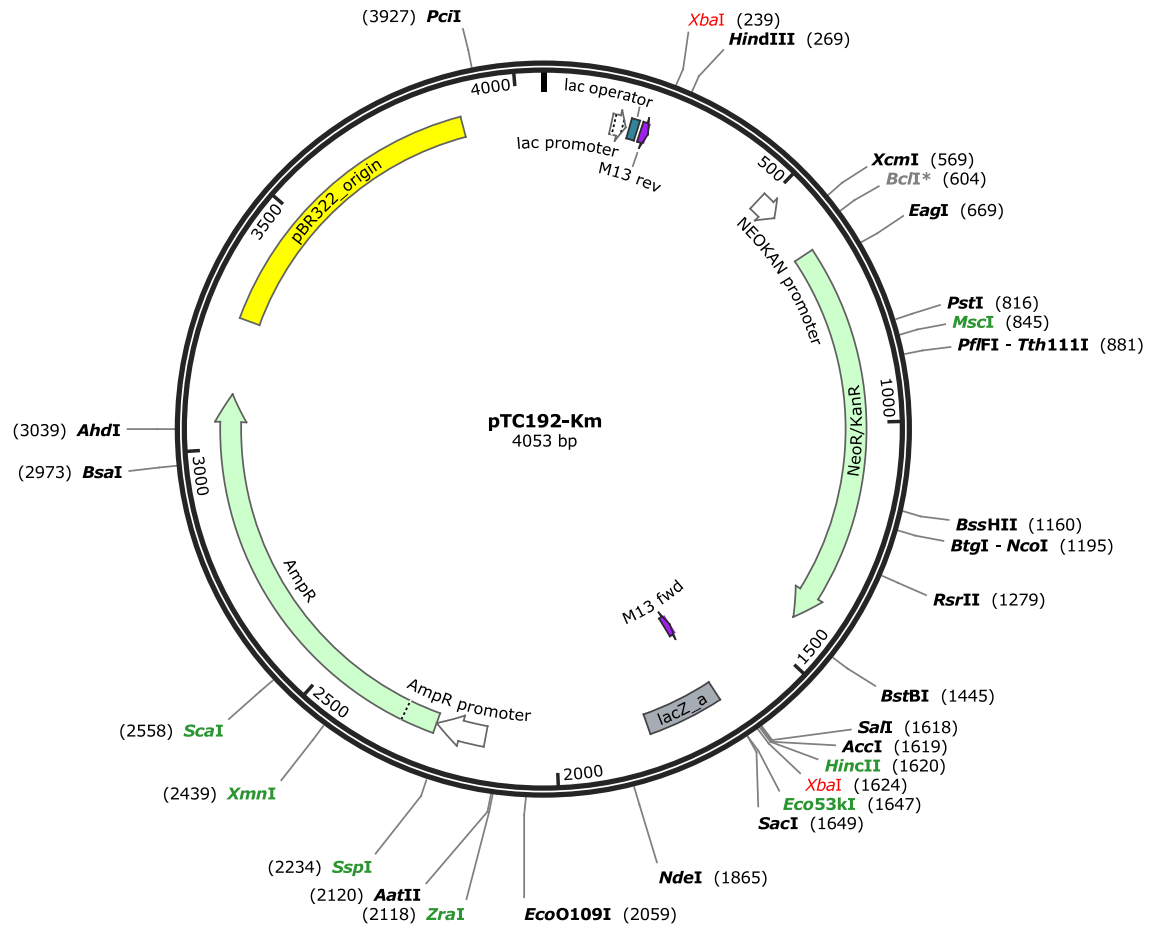 (3927) PciI
XbaI (239)
HindIII (269)
4000
lac operator
lac promoter
M13 rev
500
XcmI (569)
BclI* (604)
EagI (669)
3500
pBR322_origin
NEOKAN promoter
PstI (816)
MscI (845)
PflFI - Tth111I (881)
1000
NeoR/KanR
pTC192-Km
4053 bp
(3039) AhdI
(2973) BsaI
3000
BssHII (1160)
BtgI - NcoI (1195)
RsrII (1279)
AmpR
M13 fwd
1500
BstBI (1445)
AmpR promoter
lacZ_a
2500
SalI (1618)
AccI (1619)
HincII (1620)
XbaI (1624)
Eco53kI (1647)
SacI (1649)
(2558) ScaI
(2439) XmnI
2000
(2234) SspI
(2120) AatII
(2118) ZraI
EcoO109I (2059)
NdeI (1865)